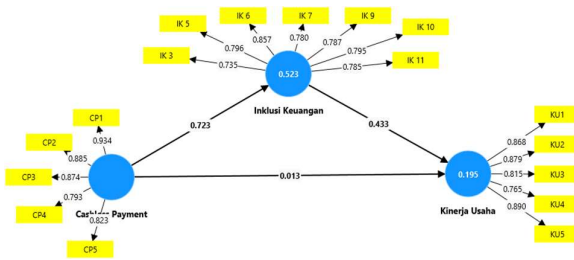 IK 6
IK 7
IK 5
IK 9
IK 10
IK 3
IK 11
0.857
0.780
0.796
0.787
0.795
0.735
0.785
0.523
Inklusi Keuangan
0.723
0.433
0.013
CP1
CP2
CP3
CP4
CP5
0.934
0.885
0.874
0.793
0.823
Cashless Payment
KU1
KU2
KU3
KU4
KU5
0.868
0.879
0.815
0.765
0.890
0.195
Kinerja Usaha